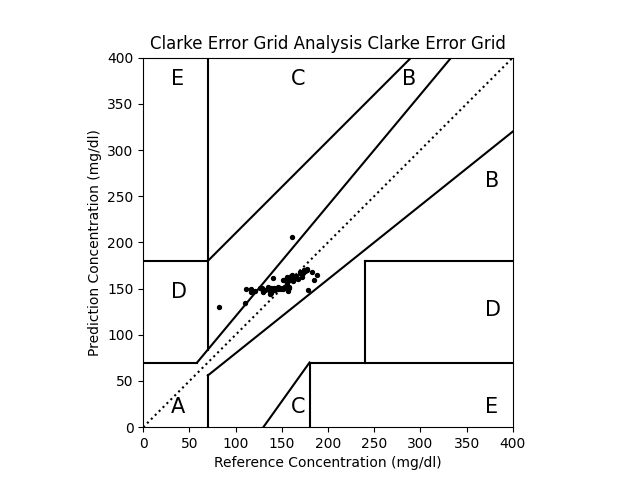 Clarke Error Grid Analysis Clarke Error Grid
Prediction Concentration (mg/dl)
400
350
300
250
200
150
100
50
0
E
C
B
B
D
D
A
C
E
0 50 100 150 200 250 300 350 400
Reference Concentration (mg/dl)